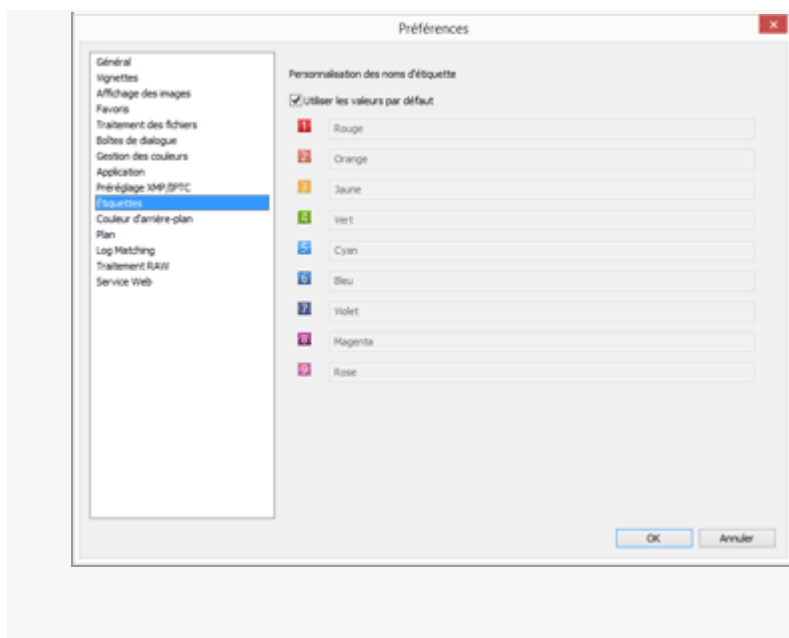 Préférences
Général
Vignettes
Affichage des images
Favoris
Traitement des fichiers
Boîtes de dialogue
Gestion des couleurs
Application
Préréglage XMP/IPTC
Étiquettes
Couleur d'arrière-plan
Plan
Log Matching
Traitement RAW
Service Web
Personnalisation des noms d'étiquette
Utiliser les valeurs par défaut
1 Rouge
2 Orange
3 Jaune
4 Vert
5 Cyan
6 Bleu
7 Violet
8 Magenta
9 Rose
OK Annuler